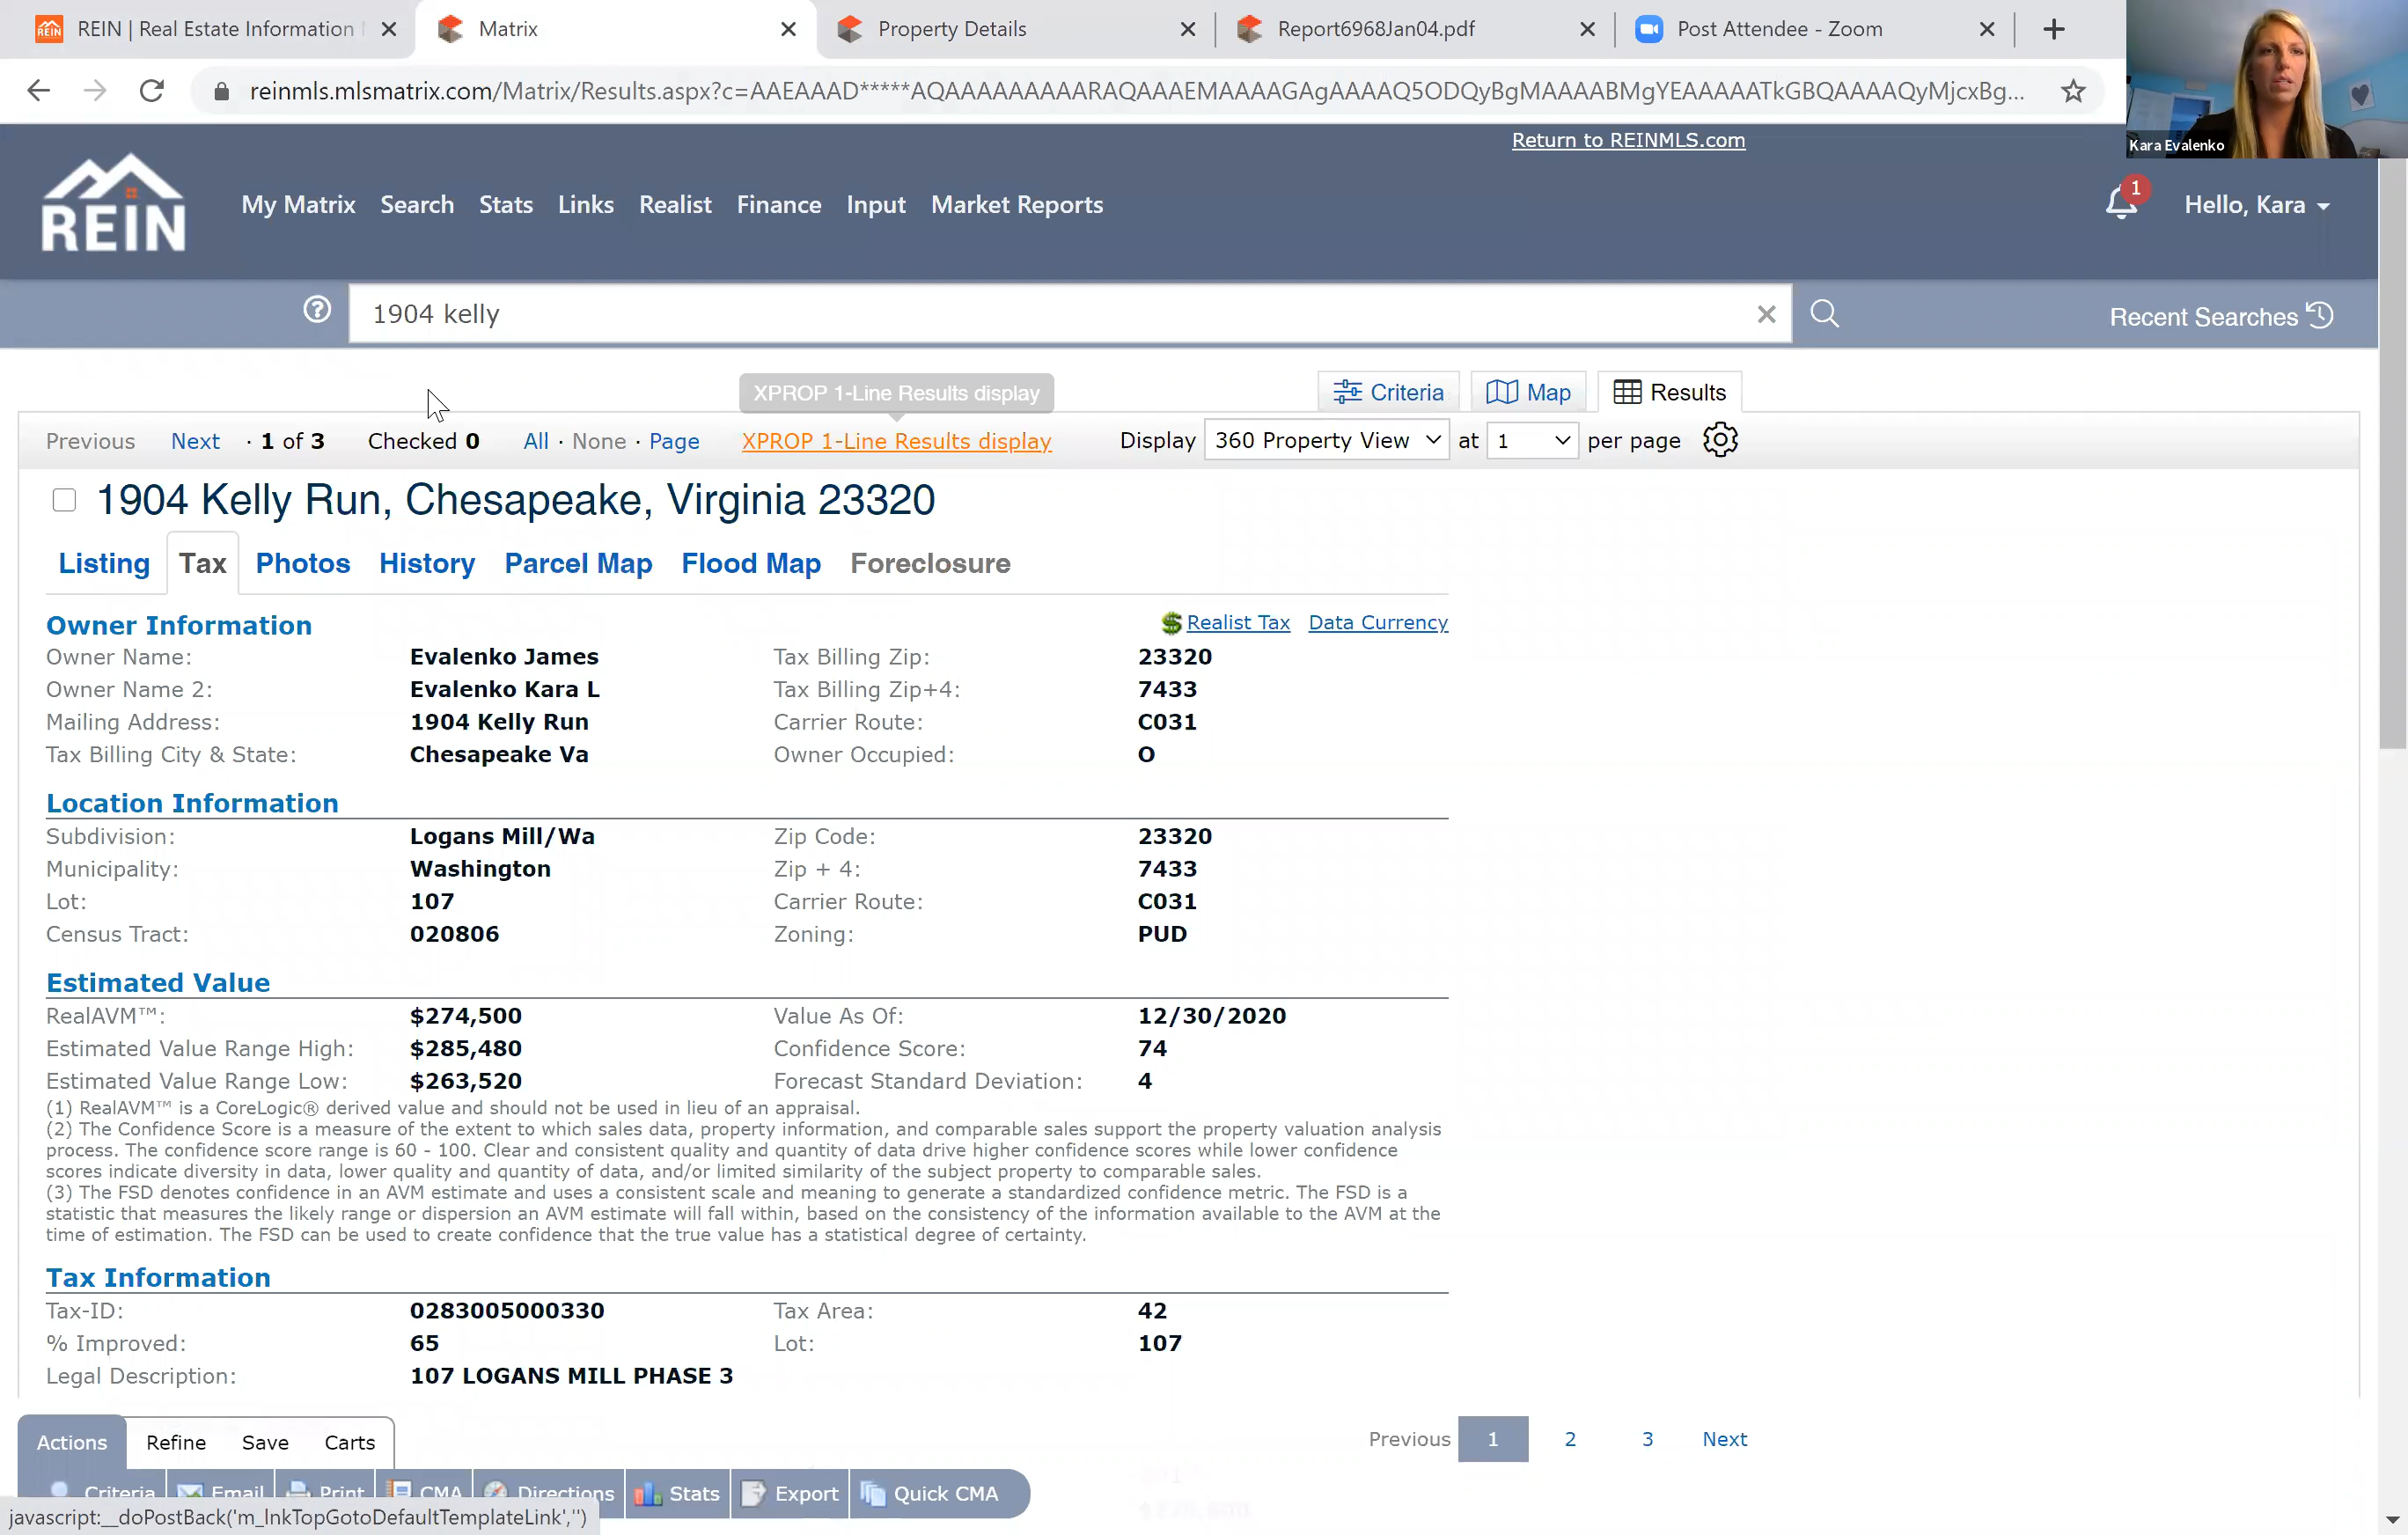 REIN | Real Estate Information
Matrix
Property Details
Report6968Jan04.pdf
Post Attendee - Zoom
reinmls.mlsmatrix.com/Matrix/Results.aspx?c=AAEAAAD*****AQAAAAAAAAARAQAAAEMAAAAGAgAAAAQ5ODQyBgMAAAABMgYEAAAAATkGBQAAAAQyMjcxBg...
Kara Evalenko
Return to REINMLS.com
REIN
My Matrix Search Stats Links Realist Finance Input Market Reports
1
Hello, Kara
1904 kelly
Recent Searches
XPROP 1-Line Results display
Criteria Map Results
Previous Next · 1 of 3 Checked 0 All · None · Page XPROP 1-Line Results display Display 360 Property View at 1 per page
1904 Kelly Run, Chesapeake, Virginia 23320
Listing Tax Photos History Parcel Map Flood Map Foreclosure
Owner Information Realist Tax Data Currency
Owner Name: Evalenko James Tax Billing Zip: 23320
Owner Name 2: Evalenko Kara L Tax Billing Zip+4: 7433
Mailing Address: 1904 Kelly Run Carrier Route: C031
Tax Billing City & State: Chesapeake Va Owner Occupied: O
Location Information
Subdivision: Logans Mill/Wa Zip Code: 23320
Municipality: Washington Zip + 4: 7433
Lot: 107 Carrier Route: C031
Census Tract: 020806 Zoning: PUD
Estimated Value
RealAVM™: $274,500 Value As Of: 12/30/2020
Estimated Value Range High: $285,480 Confidence Score: 74
Estimated Value Range Low: $263,520 Forecast Standard Deviation: 4
(1) RealAVM™ is a CoreLogic® derived value and should not be used in lieu of an appraisal.
(2) The Confidence Score is a measure of the extent to which sales data, property information, and comparable sales support the property valuation analysis
process. The confidence score range is 60 - 100. Clear and consistent quality and quantity of data drive higher confidence scores while lower confidence
scores indicate diversity in data, lower quality and quantity of data, and/or limited similarity of the subject property to comparable sales.
(3) The FSD denotes confidence in an AVM estimate and uses a consistent scale and meaning to generate a standardized confidence metric. The FSD is a
statistic that measures the likely range or dispersion an AVM estimate will fall within, based on the consistency of the information available to the AVM at the
time of estimation. The FSD can be used to create confidence that the true value has a statistical degree of certainty.
Tax Information
Tax-ID: 0283005000330 Tax Area: 42
% Improved: 65 Lot: 107
Legal Description: 107 LOGANS MILL PHASE 3
Actions Refine Save Carts
Previous 1 2 3 Next
Criteria Email Print CMA Directions Stats Export Quick CMA
javascript:__doPostBack('m_lnkTopGotoDefaultTemplateLink','')